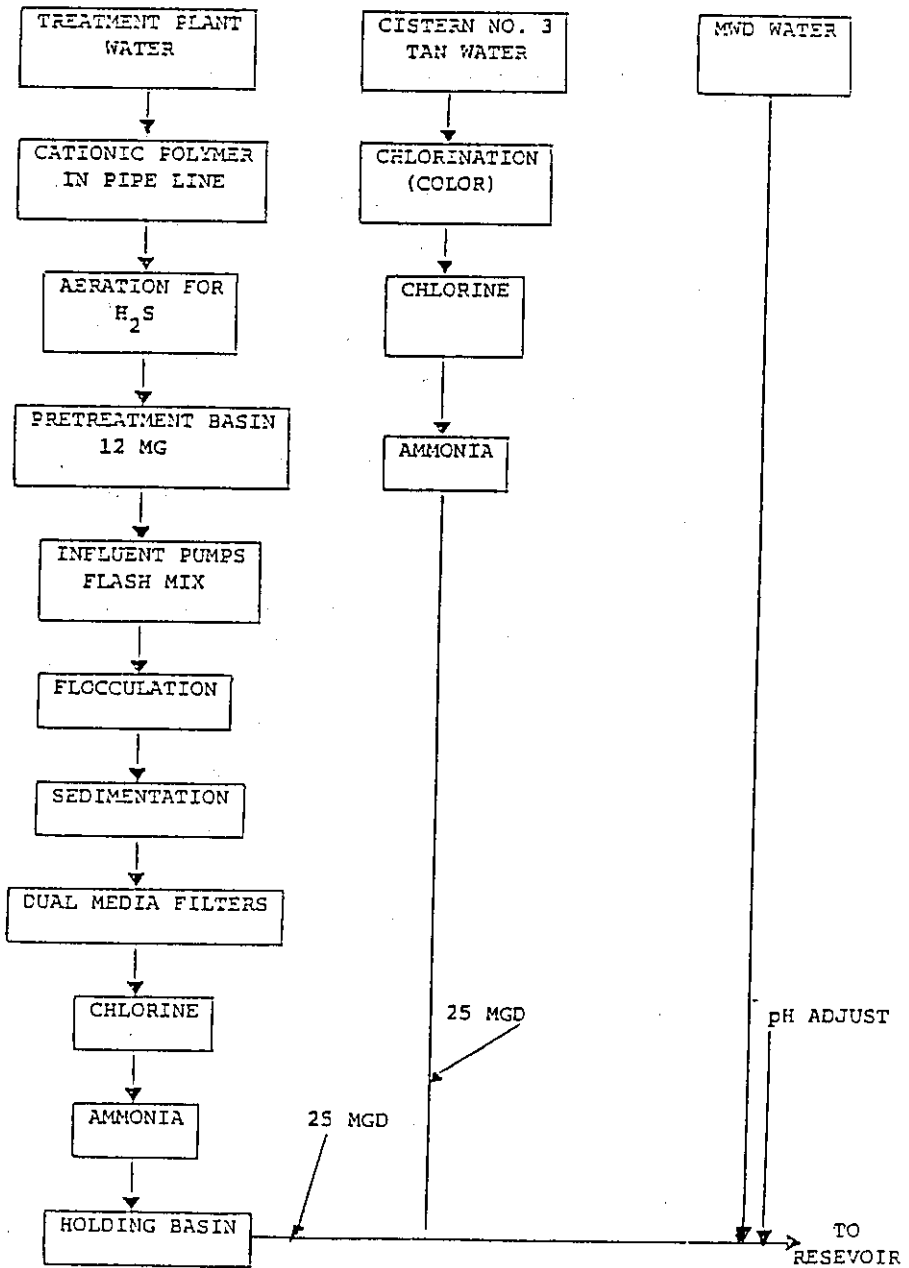 TREATMENT PLANT
WATER
CATIONIC POLYMER
IN PIPE LINE
AERATION FOR
H2S
PRETREATMENT BASIN
12 MG
INFLUENT PUMPS
FLASH MIX
FLOCCULATION
SEDIMENTATION
DUAL MEDIA FILTERS
CHLORINE
AMMONIA
HOLDING BASIN
25 MGD
CISTERN NO. 3
TAN WATER
CHLORINATION
(COLOR)
CHLORINE
AMMONIA
25 MGD
MWD WATER
pH ADJUST
TO
RESEVOIR